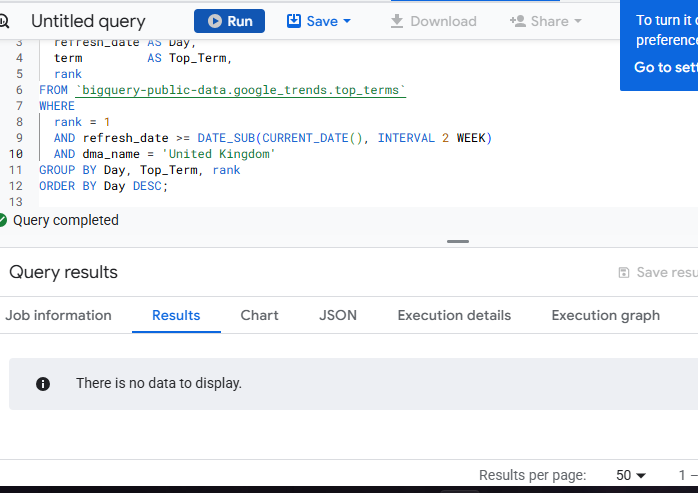 Untitled query
Run
Save
Download
Share
To turn it
preference
Go to sett
3 refresh_date AS Day,
4 term AS Top_Term,
5 rank
6 FROM `bigquery-public-data.google_trends.top_terms`
7 WHERE
8 rank = 1
9 AND refresh_date >= DATE_SUB(CURRENT_DATE(), INTERVAL 2 WEEK)
10 AND dma_name = 'United Kingdom'
11 GROUP BY Day, Top_Term, rank
12 ORDER BY Day DESC;
13
Query completed
Query results
Save resu
Job information
Results
Chart
JSON
Execution details
Execution graph
There is no data to display.
Results per page: 50 1 –